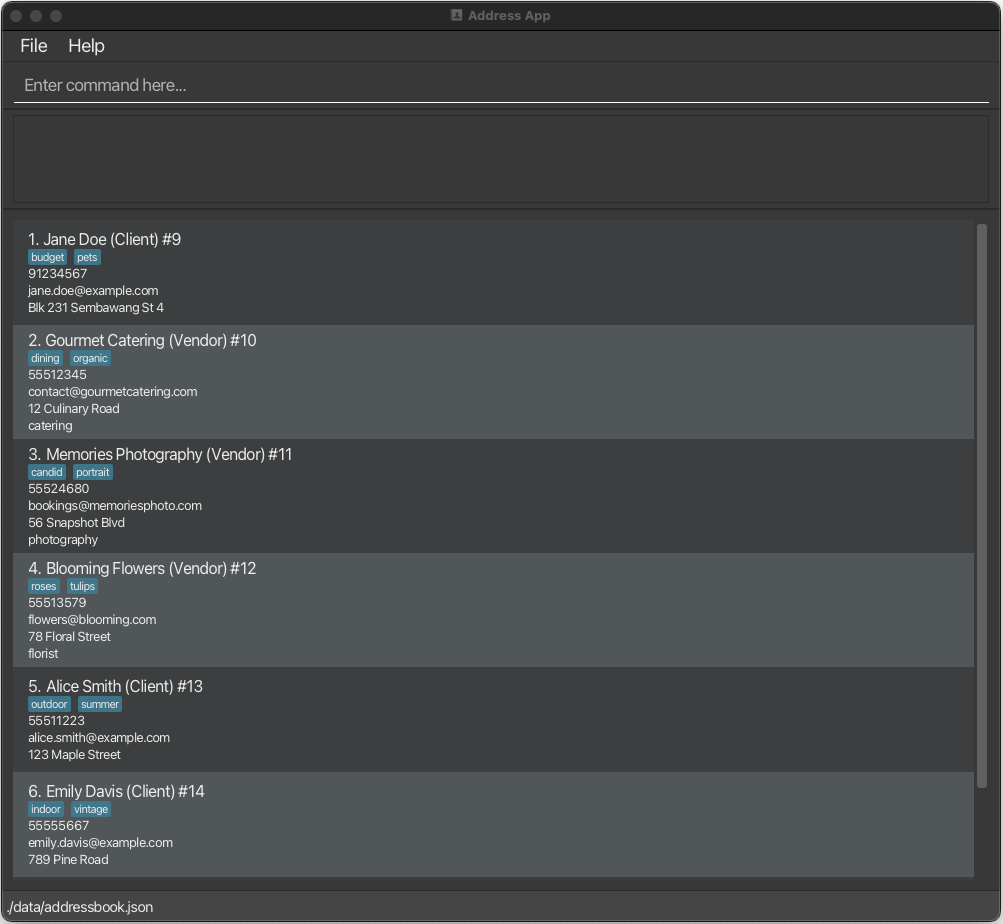 Address App
File Help
Enter command here...
1. Jane Doe (Client) #9
budget pets
91234567
jane.doe@example.com
Blk 231 Sembawang St 4
2. Gourmet Catering (Vendor) #10
dining organic
55512345
contact@gourmetcatering.com
12 Culinary Road
catering
3. Memories Photography (Vendor) #11
candid portrait
55524680
bookings@memoriesphoto.com
56 Snapshot Blvd
photography
4. Blooming Flowers (Vendor) #12
roses tulips
55513579
flowers@blooming.com
78 Floral Street
florist
5. Alice Smith (Client) #13
outdoor summer
55511223
alice.smith@example.com
123 Maple Street
6. Emily Davis (Client) #14
indoor vintage
55555667
emily.davis@example.com
789 Pine Road
./data/addressbook.json